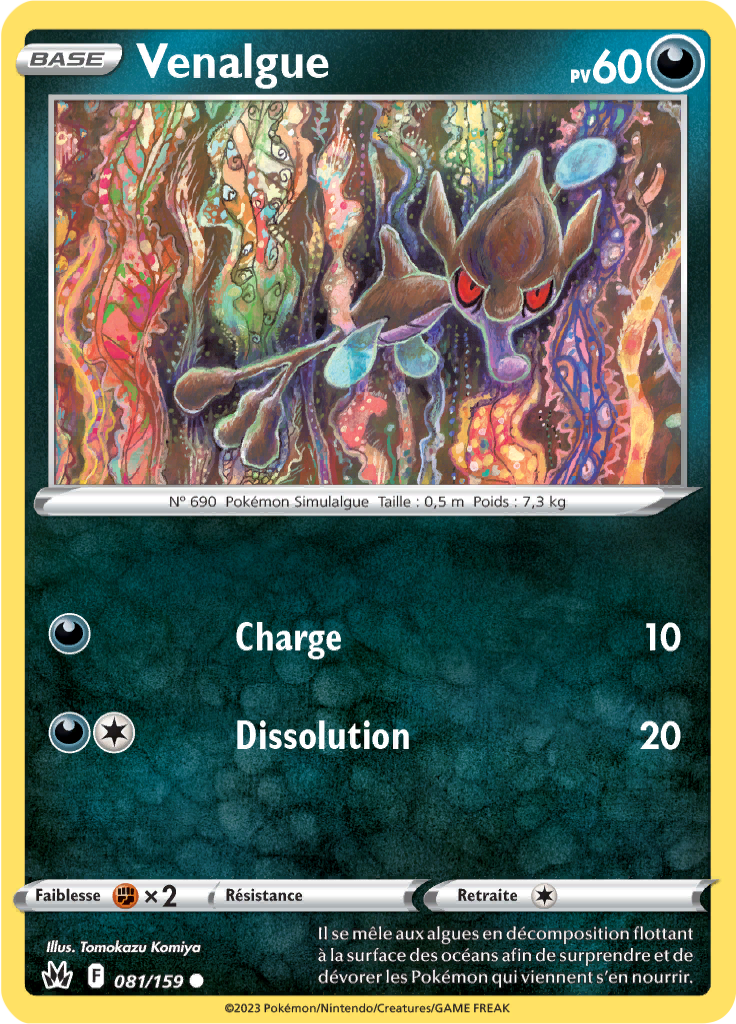 BASE
Venalgue
PV60
N° 690 Pokémon Simulalgue Taille : 0,5 m Poids : 7,3 kg
Charge 10
Dissolution 20
Faiblesse ×2 Résistance Retraite
Illus. Tomokazu Komiya
Il se mêle aux algues en décomposition flottant
à la surface des océans afin de surprendre et de
dévorer les Pokémon qui viennent s'en nourrir.
F 081/159
©2023 Pokémon/Nintendo/Creatures/GAME FREAK